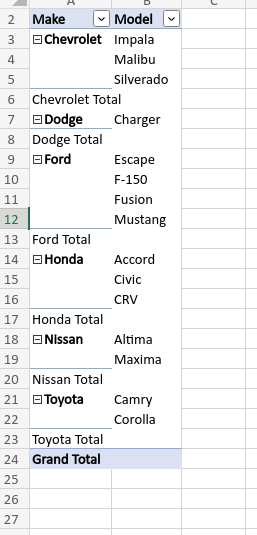 A B C
2 Make Model
3 Chevrolet Impala
4 Malibu
5 Silverado
6 Chevrolet Total
7 Dodge Charger
8 Dodge Total
9 Ford Escape
10 F-150
11 Fusion
12 Mustang
13 Ford Total
14 Honda Accord
15 Civic
16 CRV
17 Honda Total
18 Nissan Altima
19 Maxima
20 Nissan Total
21 Toyota Camry
22 Corolla
23 Toyota Total
24 Grand Total
25
26
27